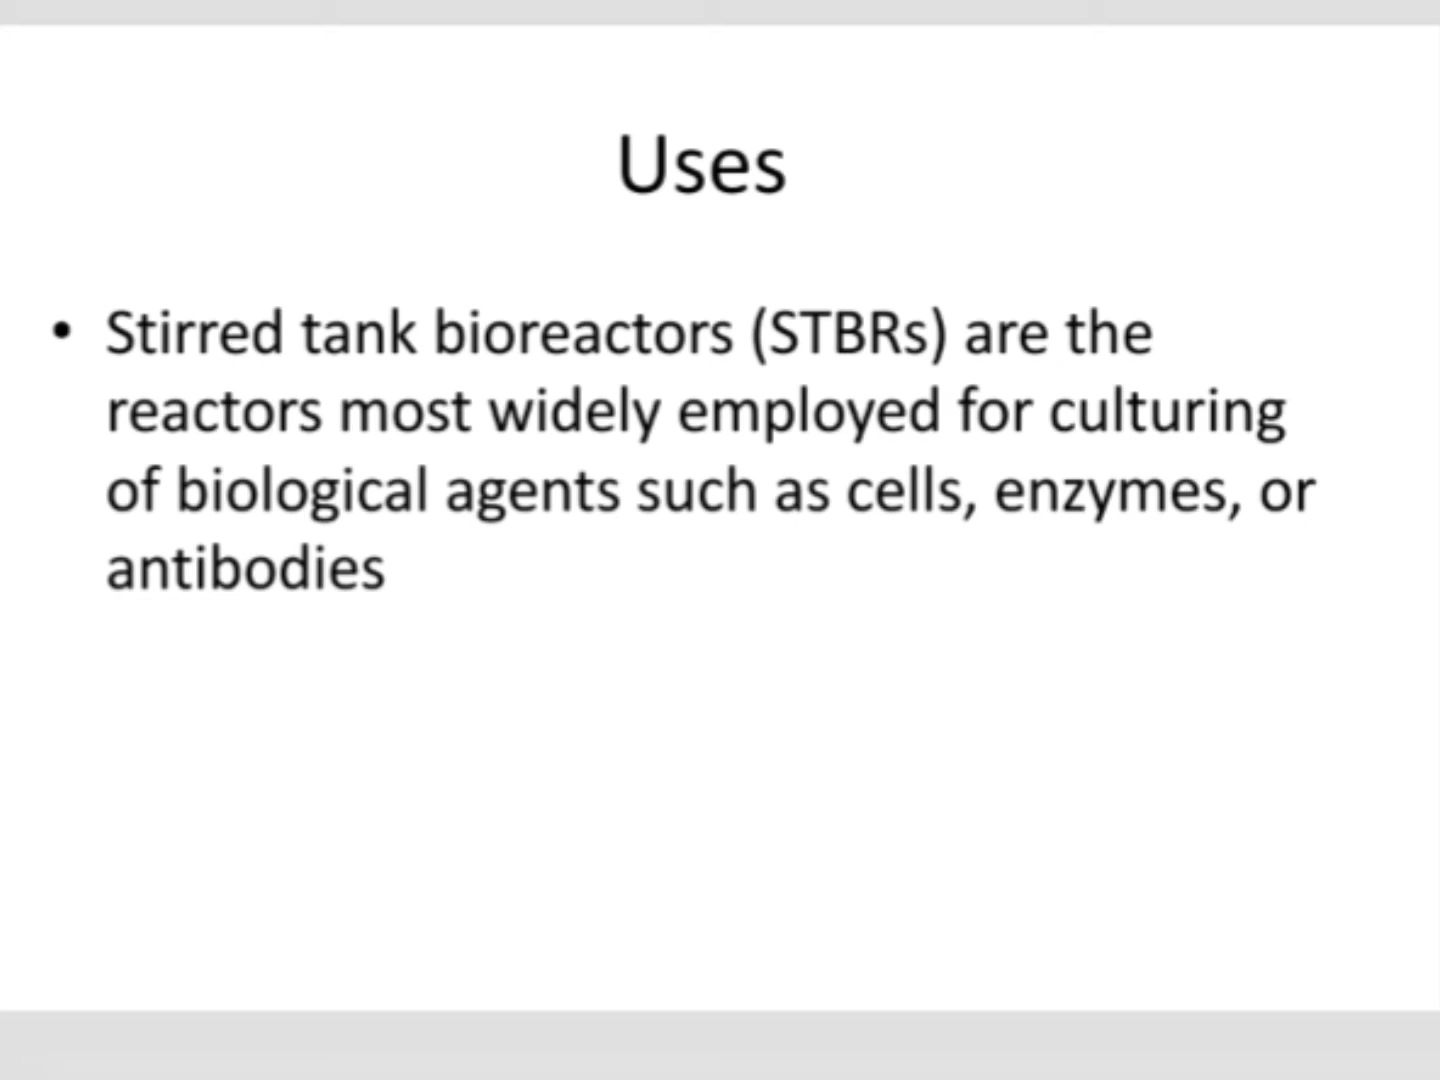 Uses
• Stirred tank bioreactors (STBRs) are the
reactors most widely employed for culturing
of biological agents such as cells, enzymes, or
antibodies